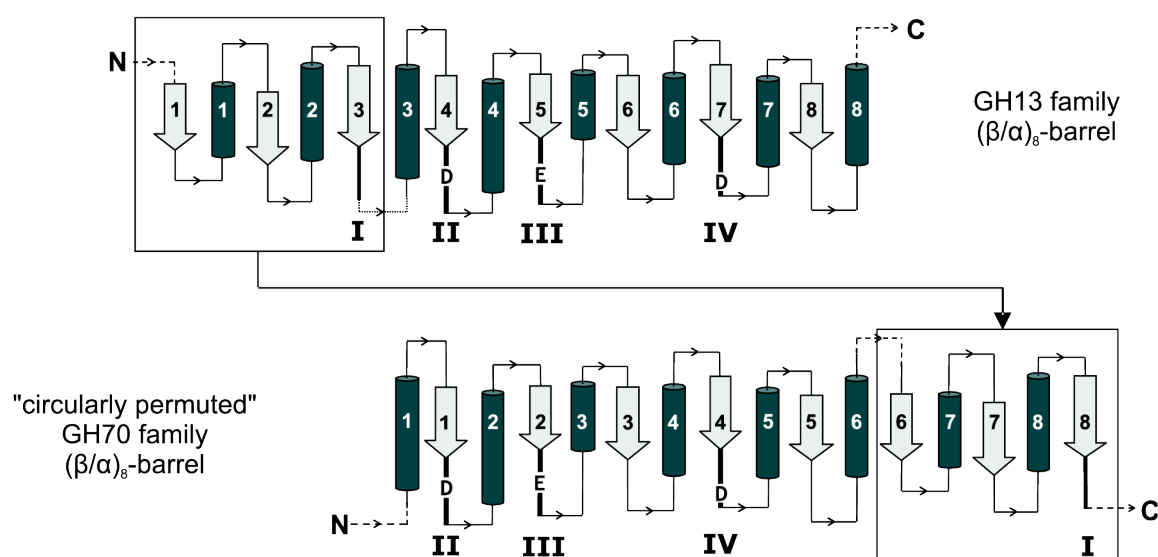 N
C
1 1 2 2 3 3 4 4 5 5 6 6 7 7 8 8
D E D
I II III IV
GH13 family
(β/α)₈-barrel
"circularly permuted"
GH70 family
(β/α)₈-barrel
1 1 2 2 3 3 4 4 5 5 6 6 7 7 8 8
D E D
N
C
II III IV I